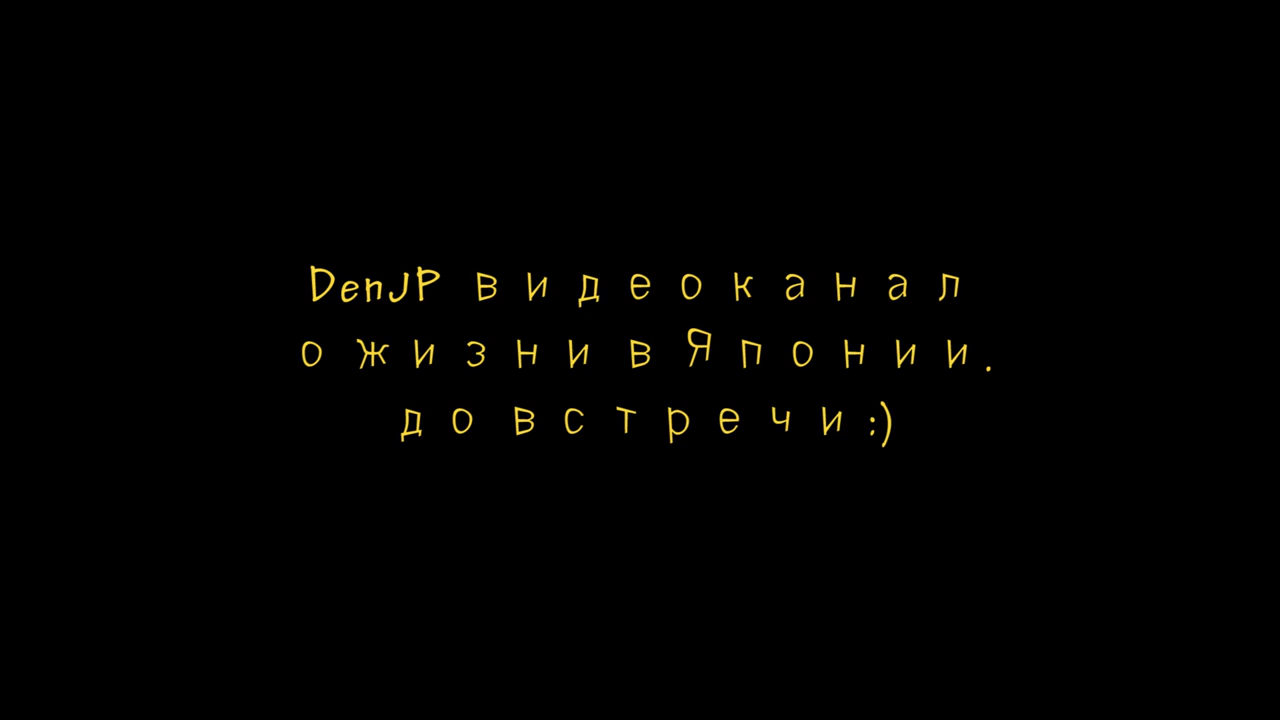 DenJP видеоканал
о жизни в Японии.
до встречи :)